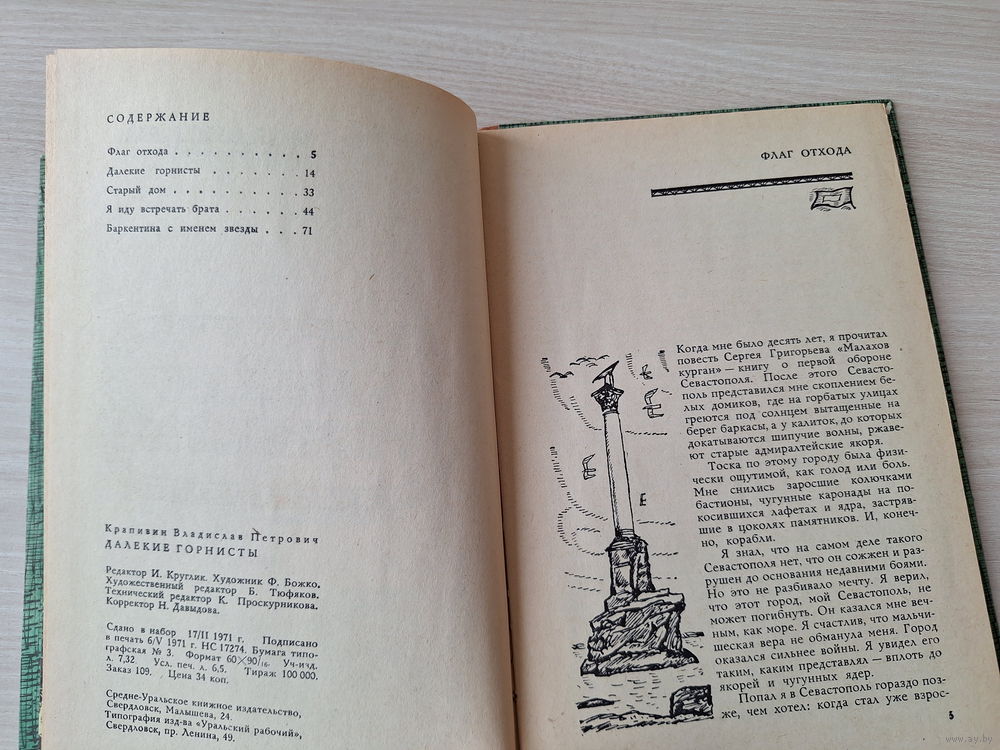 СОДЕРЖАНИЕ
Флаг отхода . . . . . . . . . . 5
Далекие горнисты . . . . . . . 14
Старый дом . . . . . . . . . . 33
Я иду встречать брата . . . . . . 44
Баркентина с именем звезды . . . 71
Крапивин Владислав Петрович
ДАЛЕКИЕ ГОРНИСТЫ
Редактор И. Круглик. Художник Ф. Божко.
Художественный редактор Б. Тюфяков.
Технический редактор К. Проскурникова.
Корректор Н. Давыдова.
Сдано в набор 17/II 1971 г. Подписано
в печать 6/V 1971 г. НС 17274. Бумага типо-
графская № 3. Формат 60×90/16. Уч-изд.
л. 7,32. Усл. печ. л. 6,5. Тираж 100 000.
Заказ 109. Цена 34 коп.
Средне-Уральское книжное издательство,
Свердловск, Малышева, 24.
Типография изд-ва «Уральский рабочий»,
Свердловск, пр. Ленина, 49.
ФЛАГ ОТХОДА
Когда мне было десять лет, я прочитал
повесть Сергея Григорьева «Малахов
курган» — книгу о первой обороне
Севастополя. После этого Севасто-
поль представился мне скоплением бе-
лых домиков, где на горбатых улицах
греются под солнцем вытащенные на
берег баркасы, а у калиток, до которых
докатываются шипучие волны, ржаве-
ют старые адмиралтейские якоря.
Тоска по этому городу была физи-
чески ощутимой, как голод или боль.
Мне снились заросшие колючками
бастионы, чугунные каронады на по-
косившихся лафетах и ядра, застряв-
шие в цоколях памятников. И, конеч-
но, корабли.
Я знал, что на самом деле такого
Севастополя нет, что он сожжен и раз-
рушен до основания недавними боями.
Но это не разбивало мечту. Я верил,
что этот город, мой Севастополь, не
может погибнуть. Он казался мне веч-
ным, как море. Я счастлив, что мальчи-
шеская вера не обманула меня. Город
оказался сильнее войны. Я увидел его
таким, каким представлял — вплоть до
якорей и чугунных ядер.
Попал я в Севастополь гораздо поз-
же, чем хотел: когда стал уже взрос-
5
www.ay.by